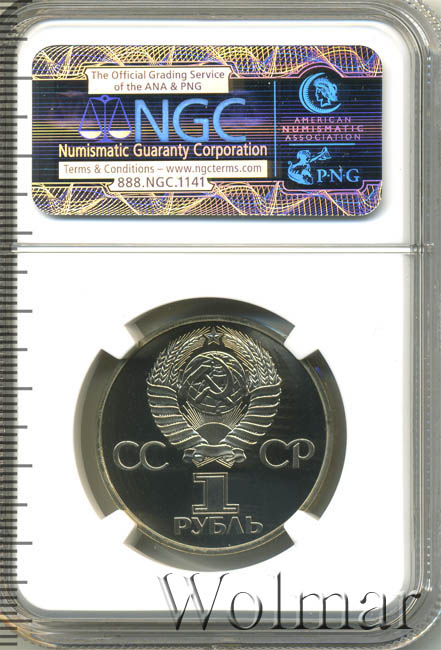 The Official Grading Service
of the ANA & PNG
NGC
Numismatic Guaranty Corporation
Terms & Conditions – www.ngcterms.com
888.NGC.1141
AMERICAN
NUMISMATIC
ASSOCIATION
P·N·G
СС СР
1
РУБЛЬ
Wolmar